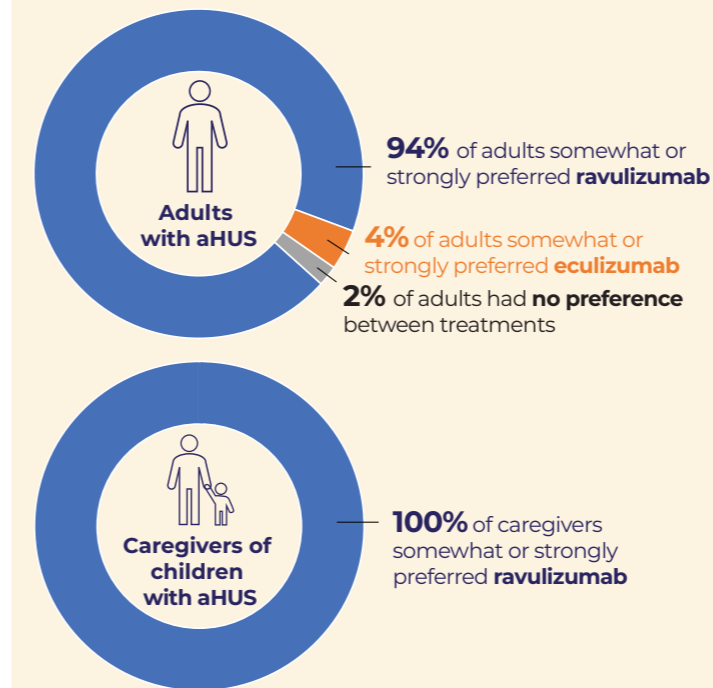 Adults
with aHUS
94% of adults somewhat or
strongly preferred ravulizumab
4% of adults somewhat or
strongly preferred eculizumab
2% of adults had no preference
between treatments
Caregivers of
children
with aHUS
100% of caregivers
somewhat or strongly
preferred ravulizumab